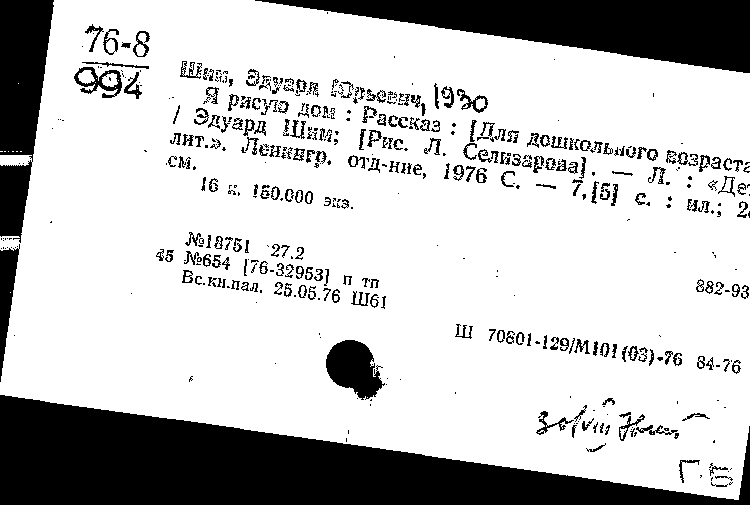 76-8
994
Шим, Эдуард Юрьевич, 1930
Я рисую дом : Рассказ : [Для дошкольного возраста
/ Эдуард Шим; [Рис. Л. Селизарова]. — Л. : «Дет
лит.». Ленингр. отд-ние, 1976 С. — 7,[5] с. : ил.; 2
см.
16 к. 150.000 экз.
№18751 27.2
45 №654 [76-32953] п тп
Вс.кн.пал. 25.05.76 Ш61
882-93
Ш 70801-129/М101(03)-76 84-76
ГБ